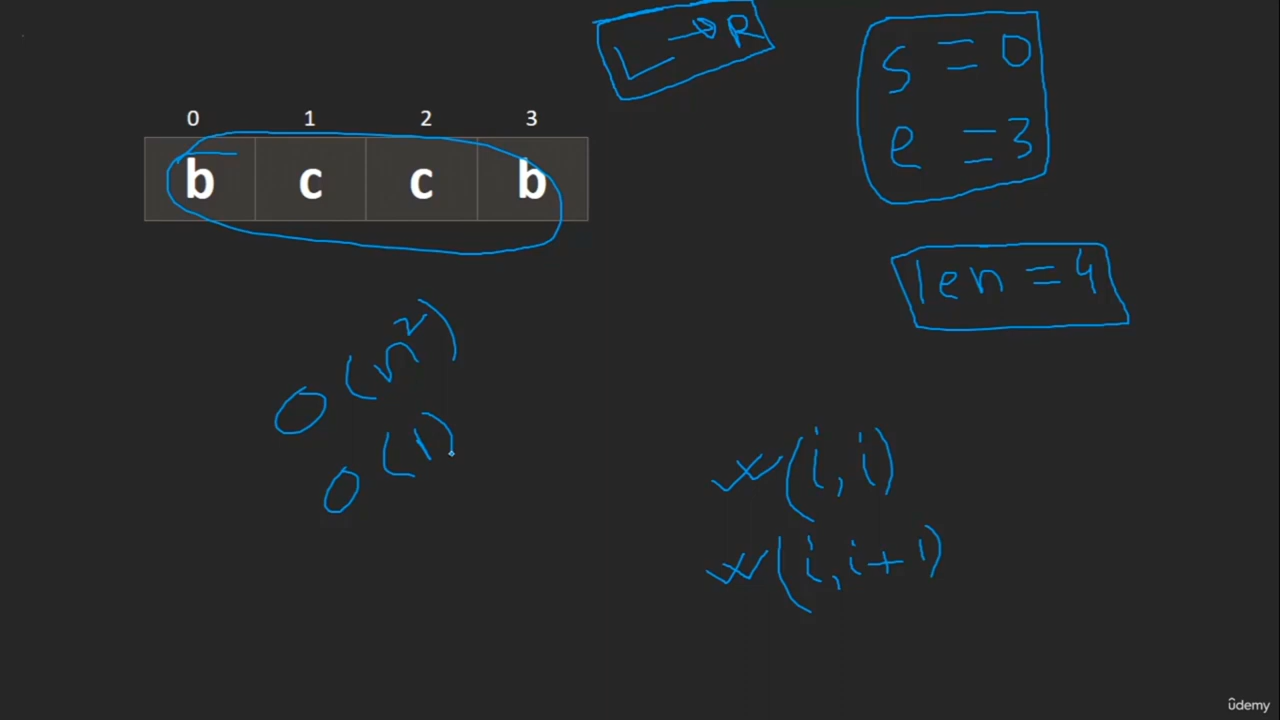 L → R
s = 0
e = 3
0 1 2 3
b c c b
len = 4
O(n²)
O(1)
(i, i)
(i, i+1)
ûdemy